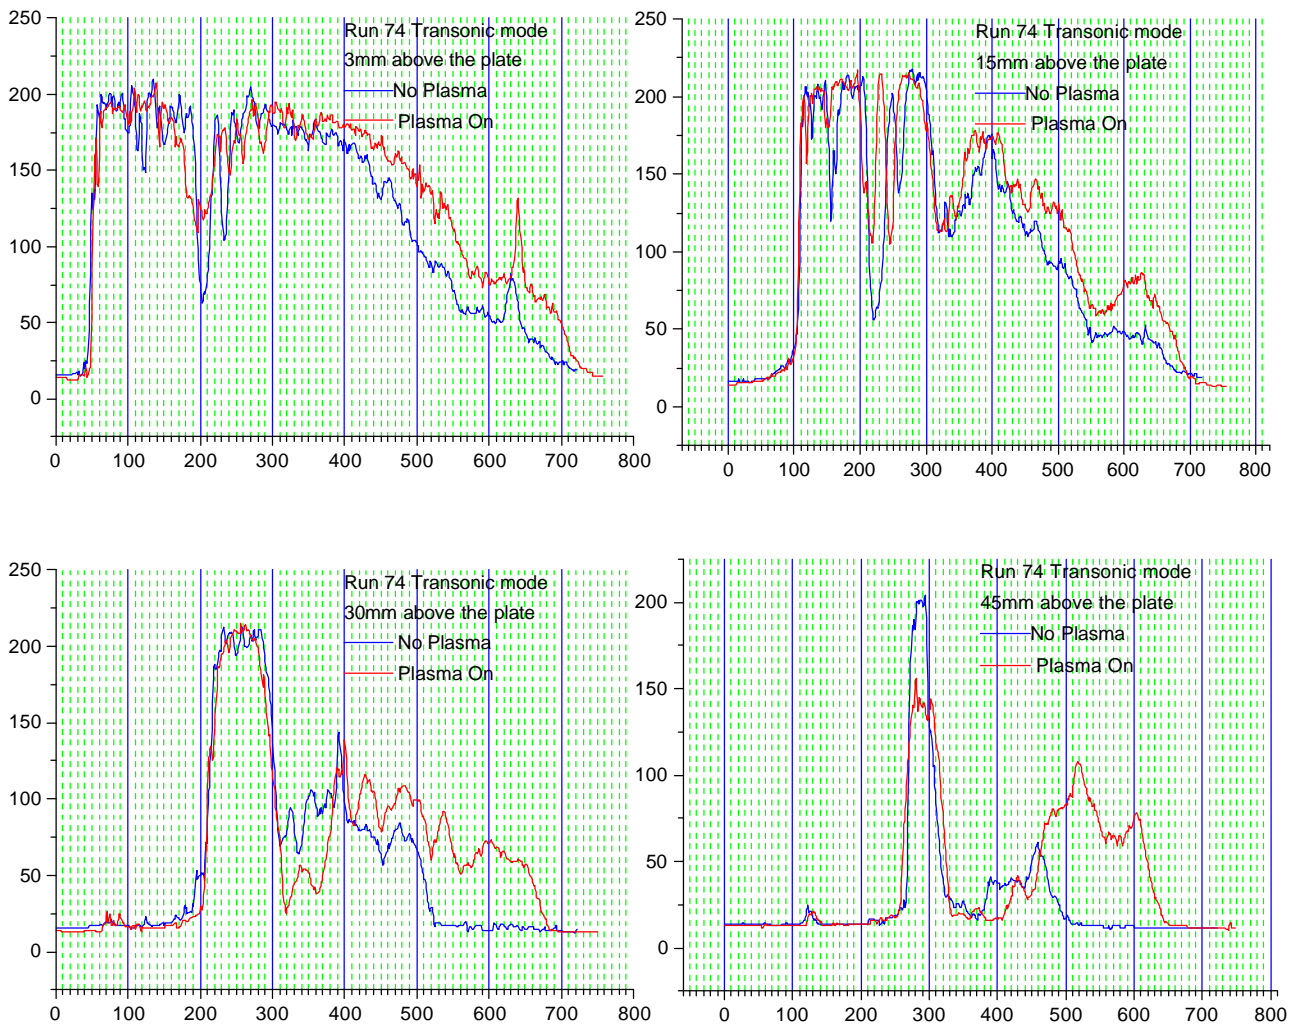 250
200
150
100
50
0
0 100 200 300 400 500 600 700 800
Run 74 Transonic mode
3mm above the plate
No Plasma
Plasma On
250
200
150
100
50
0
0 100 200 300 400 500 600 700 800
Run 74 Transonic mode
15mm above the plate
No Plasma
Plasma On
250
200
150
100
50
0
0 100 200 300 400 500 600 700 800
Run 74 Transonic mode
30mm above the plate
No Plasma
Plasma On
200
150
100
50
0
0 100 200 300 400 500 600 700 800
Run 74 Transonic mode
45mm above the plate
No Plasma
Plasma On